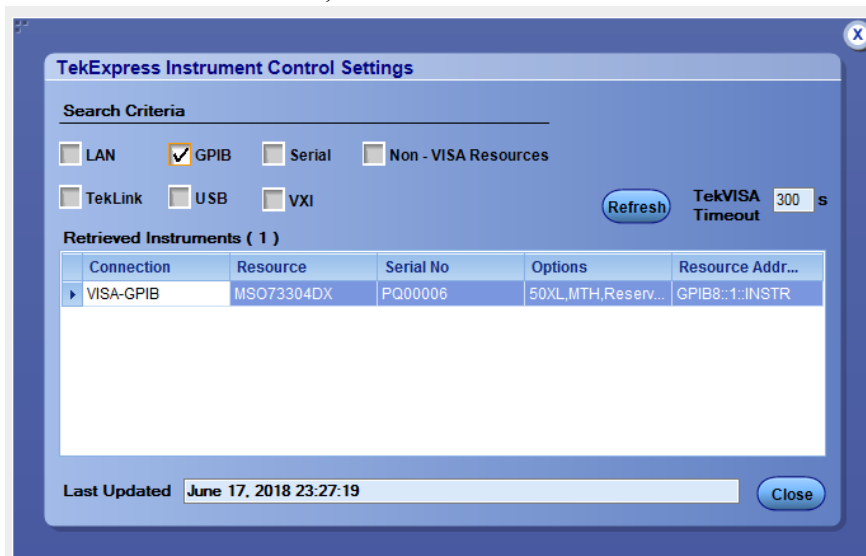 X
TekExpress Instrument Control Settings
Search Criteria
LAN GPIB Serial Non - VISA Resources
TekLink USB VXI Refresh TekVISA Timeout 300 s
Retrieved Instruments ( 1 )
Connection Resource Serial No Options Resource Addr...
VISA-GPIB MSO73304DX PQ00006 50XL,MTH,Reserv... GPIB8::1::INSTR
Last Updated June 17, 2018 23:27:19 Close